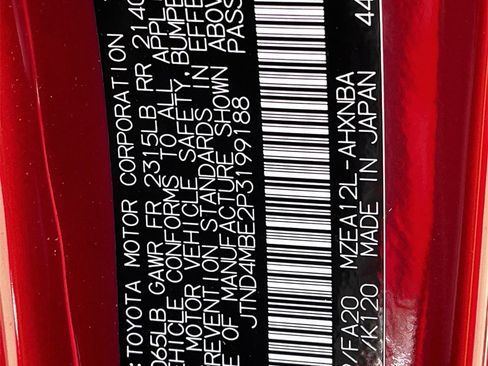 :TOYOTA MOTOR CORPORATION
065LB GAWR FR 2315LB RR 2140
VEHICLE CONFORMS TO ALL APPL
MOTOR VEHICLE SAFETY, BUMPE
PREVENTION STANDARDS IN EFFE
E OF MANUFACTURE SHOWN ABOV
JTND4MBE2P3199188 PASS
/FA20 MZEA12L-AHXNBA
/K120 MADE IN JAPAN 44